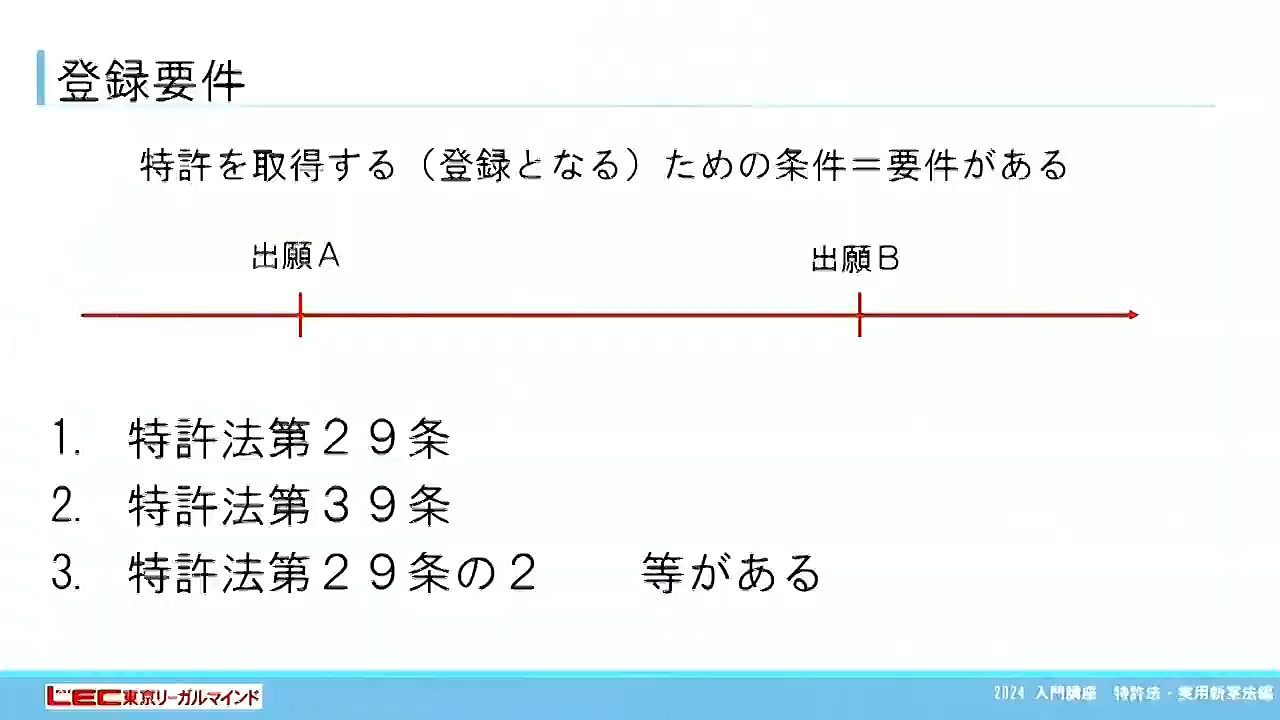 登録要件
特許を取得する（登録となる）ための条件＝要件がある
出願Ａ
出願Ｂ
1. 特許法第２９条
2. 特許法第３９条
3. 特許法第２９条の２　　等がある
LEC東京リーガルマインド
2024 入門講座　特許法・実用新案法編